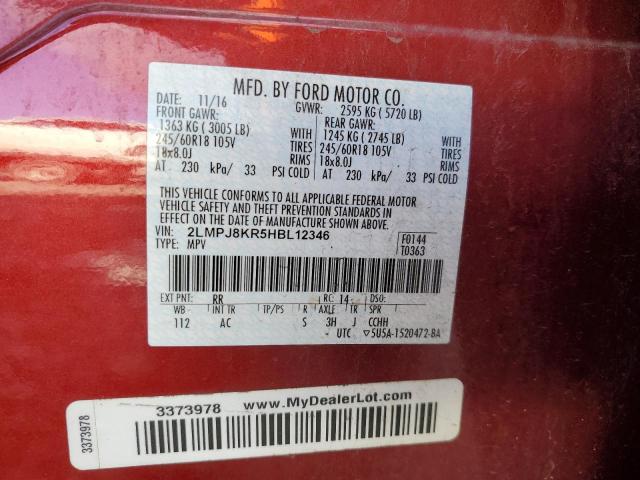 MFD. BY FORD MOTOR CO.
DATE: 11/16 GVWR: 2595 KG ( 5720 LB)
FRONT GAWR: REAR GAWR:
1363 KG ( 3005 LB) WITH 1245 KG ( 2745 LB) WITH
245/60R18 105V TIRES 245/60R18 105V TIRES
18x8.0J RIMS 18x8.0J RIMS
AT 230 kPa/ 33 PSI COLD AT 230 kPa/ 33 PSI COLD
THIS VEHICLE CONFORMS TO ALL APPLICABLE FEDERAL MOTOR
VEHICLE SAFETY AND THEFT PREVENTION STANDARDS IN
EFFECT ON THE DATE OF MANUFACTURE SHOWN ABOVE.
VIN: 2LMPJ8KR5HBL12346 F0144
TYPE: MPV T0363
EXT PNT: RR RC: 14 DSO:
WB INT TR TP/PS R AXLE TR SPR
112 AC S 3H J CCHH
UTC ▽5U5A-1520472-BA
3373978 www.MyDealerLot.com
3373978